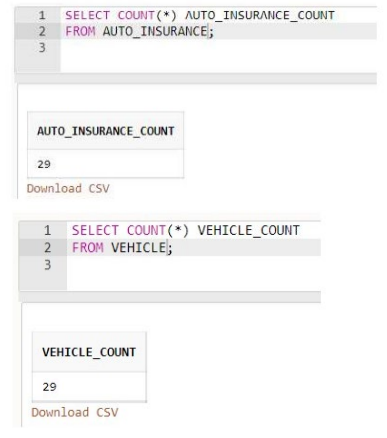 1 SELECT COUNT(*) AUTO_INSURANCE_COUNT
2 FROM AUTO_INSURANCE;
3
AUTO_INSURANCE_COUNT
29
Download CSV
1 SELECT COUNT(*) VEHICLE_COUNT
2 FROM VEHICLE;
3
VEHICLE_COUNT
29
Download CSV